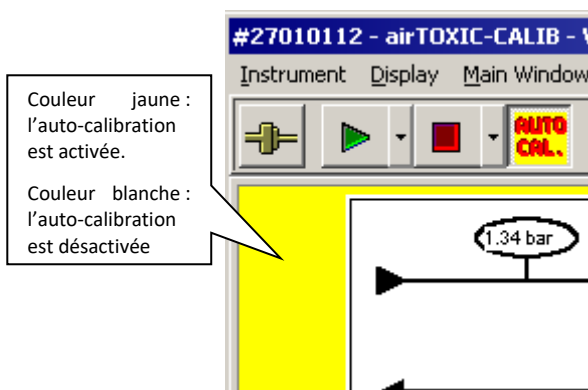 #27010112 - airTOXIC-CALIB -
Instrument Display Main Window
AUTO
CAL.
Couleur jaune :
l'auto-calibration
est activée.
Couleur blanche :
l'auto-calibration
est désactivée
1.34 bar